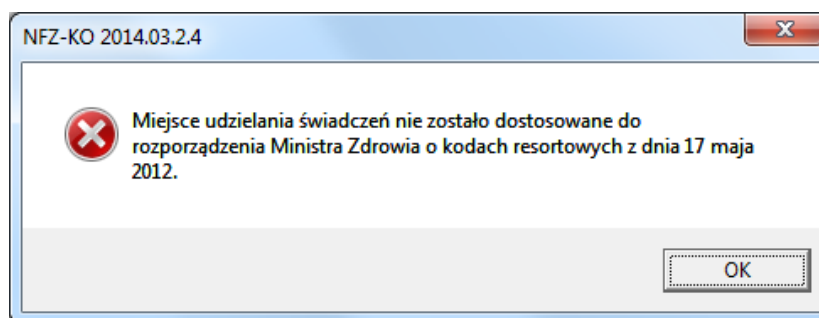 NFZ-KO 2014.03.2.4
Miejsce udzielania świadczeń nie zostało dostosowane do
rozporządzenia Ministra Zdrowia o kodach resortowych z dnia 17 maja
2012.
OK